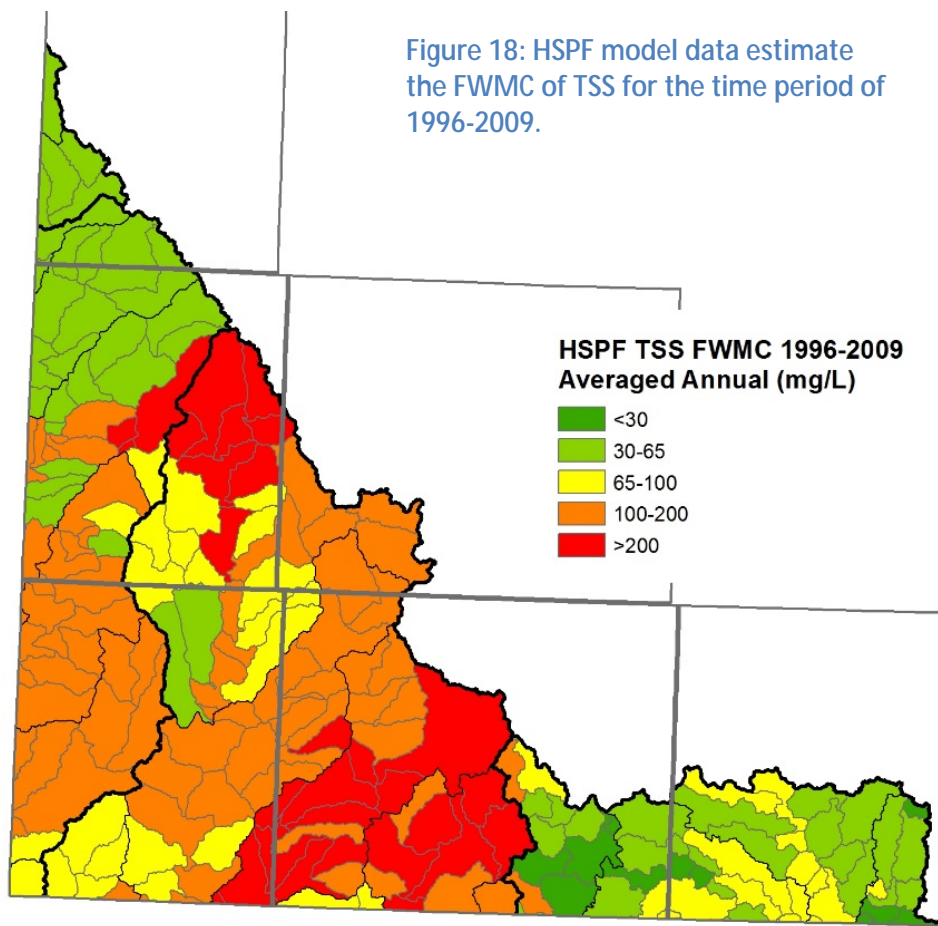 Figure 18: HSPF model data estimate
the FWMC of TSS for the time period of
1996-2009.
HSPF TSS FWMC 1996-2009
Averaged Annual (mg/L)
<30
30-65
65-100
100-200
>200